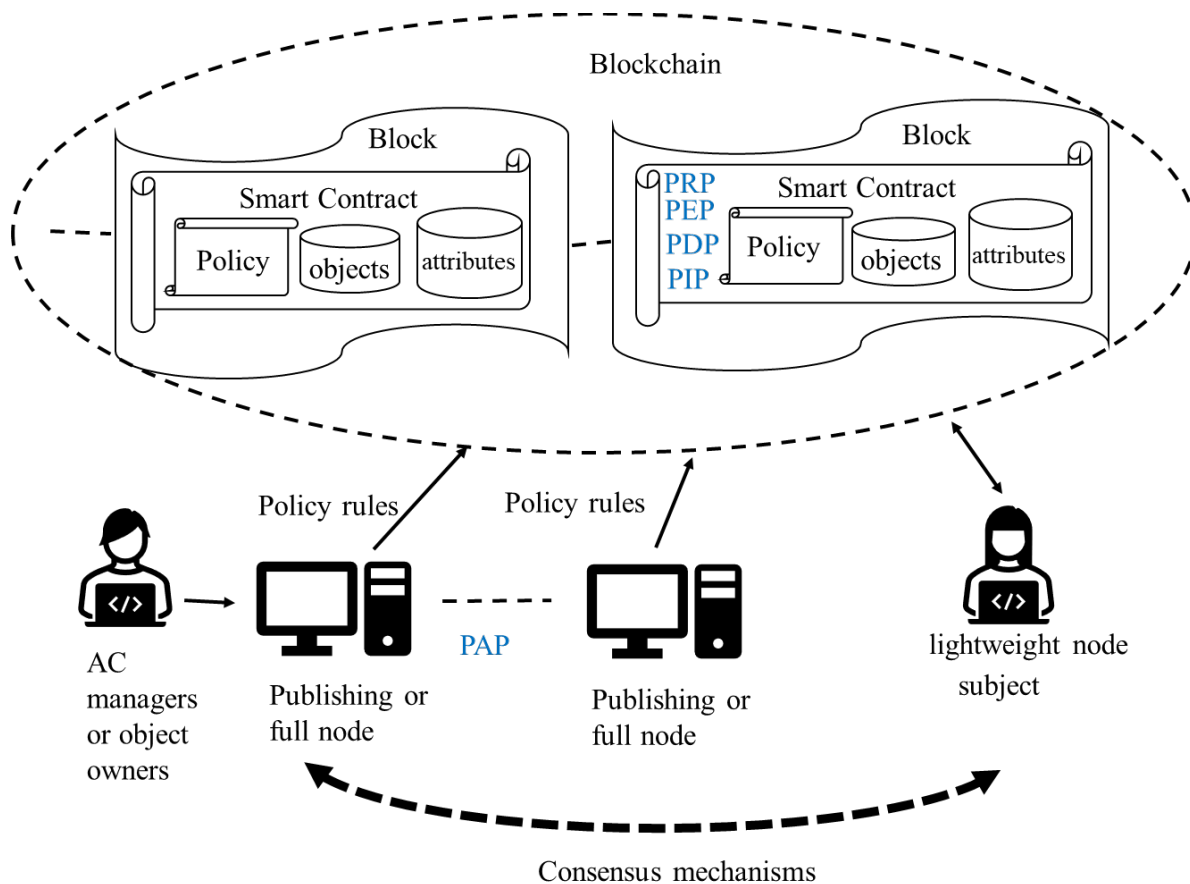 Blockchain
Block
Smart Contract
Policy
objects
attributes
Block
PRP
PEP
PDP
PIP
Smart Contract
Policy
objects
attributes
Policy rules
Policy rules
</>
</>
PAP
AC
managers
or object
owners
Publishing or
full node
Publishing or
full node
lightweight node
subject
Consensus mechanisms